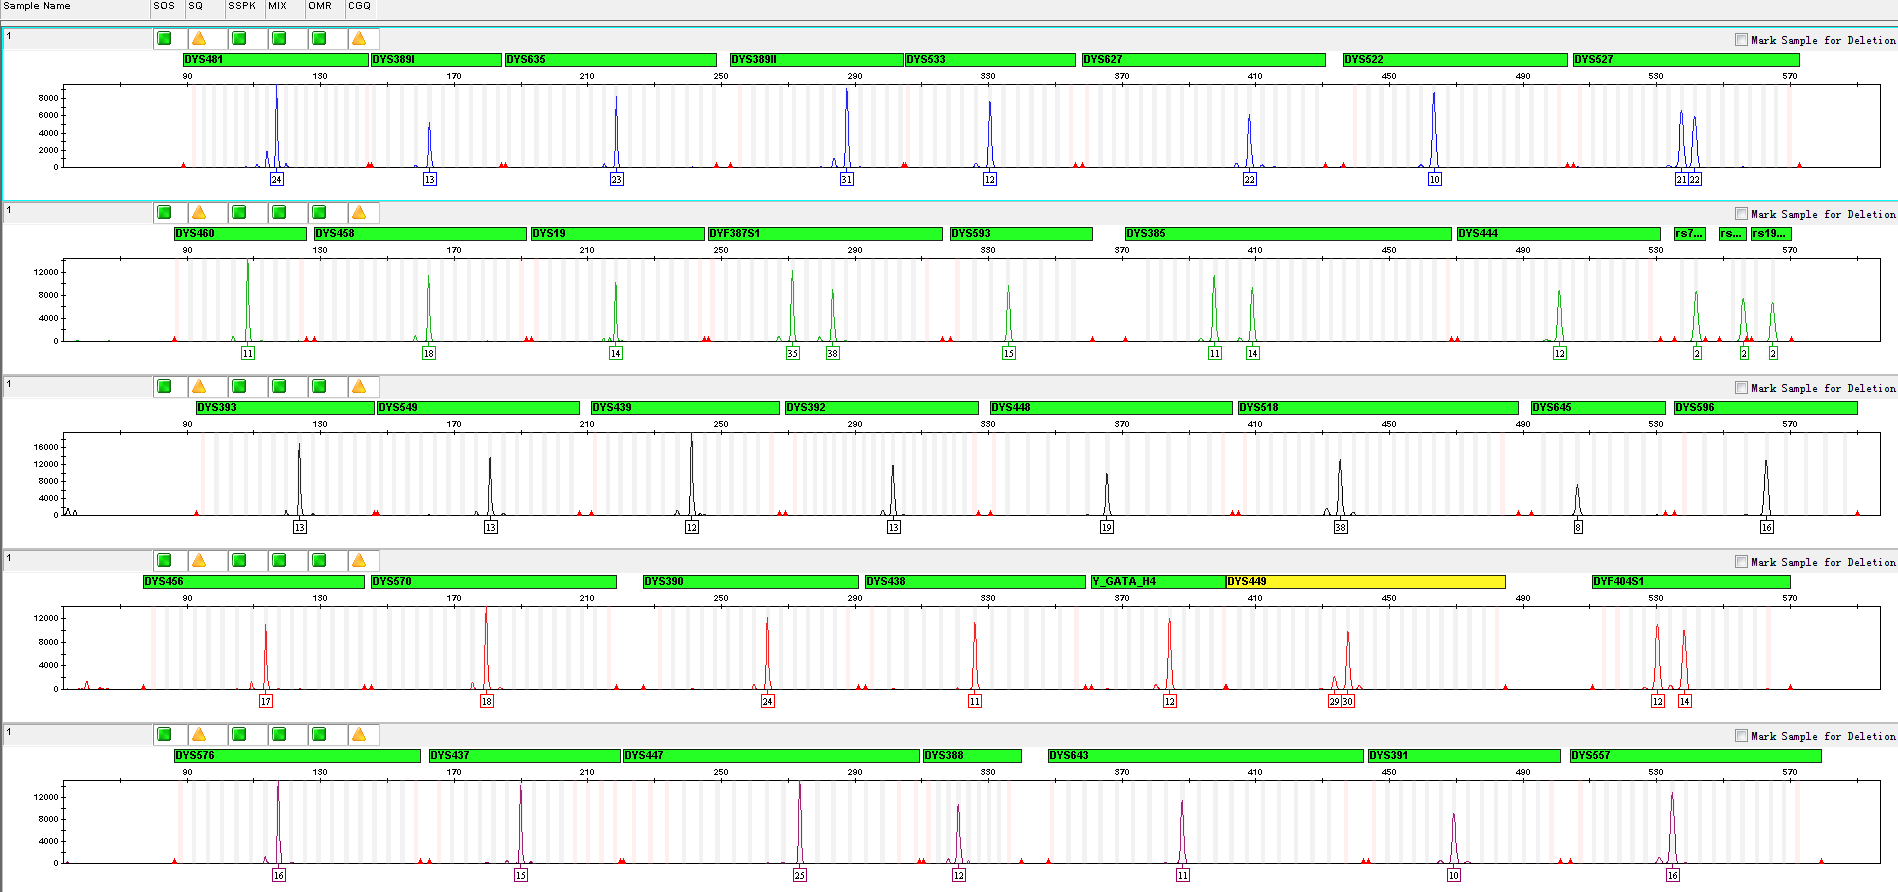 Sample Name SOS SQ SSPK MIX OMR CGQ
1 Mark Sample for Deletion
DYS481 DYS389I DYS635 DYS389II DYS533 DYS627 DYS522 DYS527
90 130 170 210 250 290 330 370 410 450 490 530 570
8000
6000
4000
2000
0
24 13 23 31 12 22 10 21 22
1 Mark Sample for Deletion
DYS460 DYS458 DYS19 DYF387S1 DYS593 DYS385 DYS444 rs7... rs... rs19...
90 130 170 210 250 290 330 370 410 450 490 530 570
12000
8000
4000
0
11 18 14 35 38 15 11 14 12 2 2 2
1 Mark Sample for Deletion
DYS393 DYS549 DYS439 DYS392 DYS448 DYS518 DYS645 DYS596
90 130 170 210 250 290 330 370 410 450 490 530 570
16000
12000
8000
4000
0
13 13 12 13 19 38 8 16
1 Mark Sample for Deletion
DYS456 DYS570 DYS390 DYS438 Y_GATA_H4 DYS449 DYF404S1
90 130 170 210 250 290 330 370 410 450 490 530 570
12000
8000
4000
0
17 18 24 11 12 29 30 12 14
1 Mark Sample for Deletion
DYS576 DYS437 DYS447 DYS388 DYS643 DYS391 DYS557
90 130 170 210 250 290 330 370 410 450 490 530 570
12000
8000
4000
0
16 15 25 12 11 10 16